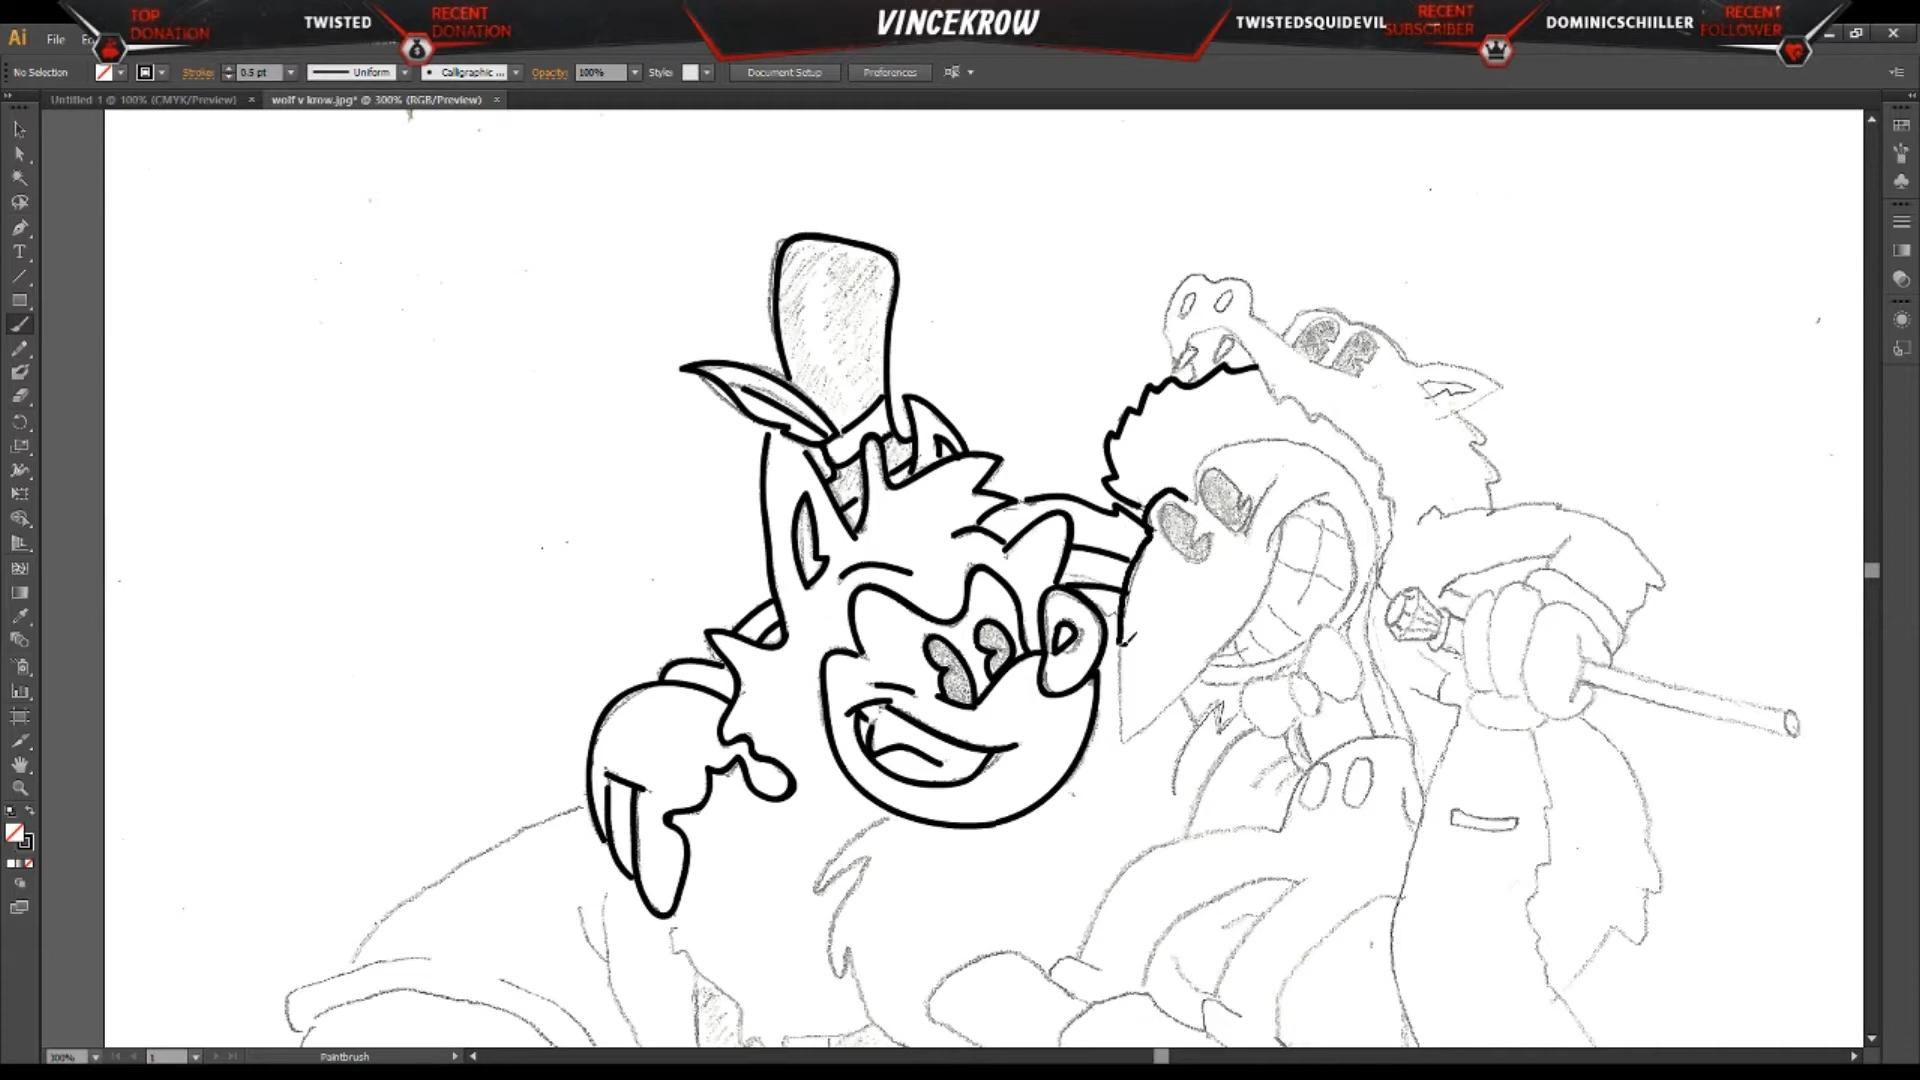 TOP
DONATION
TWISTED
RECENT
DONATION
VINCEKROW
TWISTEDSQUIDEVIL
RECENT
SUBSCRIBER
DOMINICSCHIILLER
RECENT
FOLLOWER
Ai File
No Selection Stroke: 0.5 pt Uniform Calligraphic ... Opacity: 100% Style: Document Setup Preferences
Untitled-1 @ 100% (CMYK/Preview) × wolf v krow.jpg* @ 300% (RGB/Preview) ×
300% 1 Paintbrush